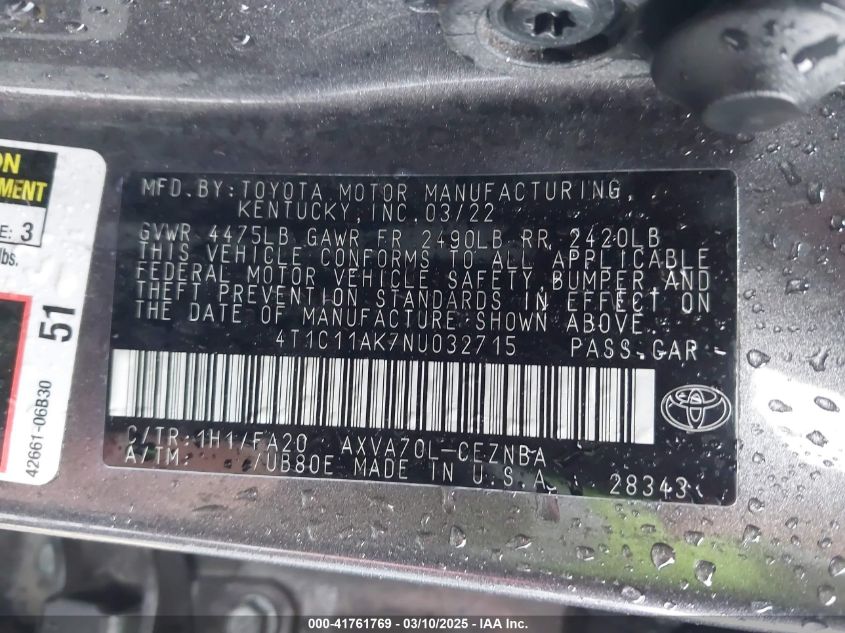 ON
MENT
E: 3
lbs.
51
42661-06B30
MFD. BY: TOYOTA MOTOR MANUFACTURING,
KENTUCKY, INC. 03/22
GVWR 4475LB GAWR FR 2490LB RR 2420LB
THIS VEHICLE CONFORMS TO ALL APPLICABLE
FEDERAL MOTOR VEHICLE SAFETY, BUMPER, AND
THEFT PREVENTION STANDARDS IN EFFECT ON
THE DATE OF MANUFACTURE SHOWN ABOVE.
4T1C11AK7NU032715 PASS. CAR
C/TR: 1H1/FA20 AXVA70L-CEZNBA
A/TM: /UB80E MADE IN U.S.A. 28343
000-41761769 — 03/10/2025 — IAA Inc.